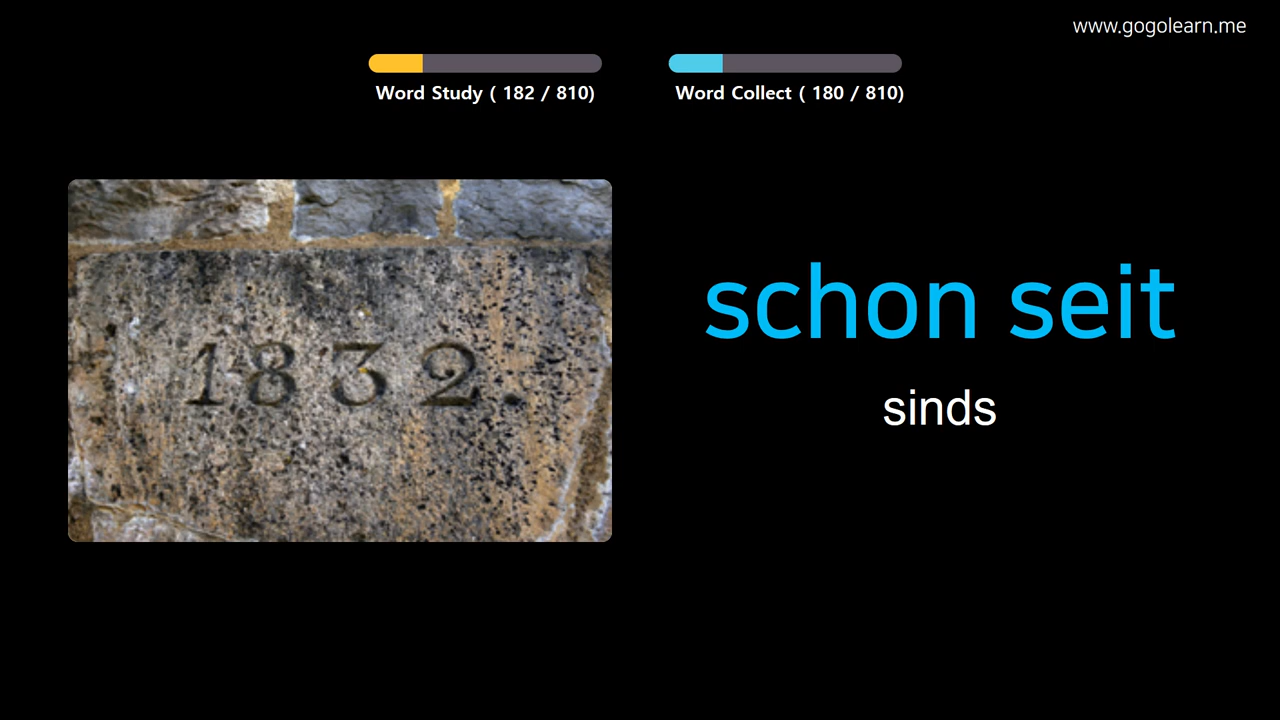 www.gogolearn.me
Word Study ( 182 / 810)
Word Collect ( 180 / 810)
1832.
schon seit
sinds